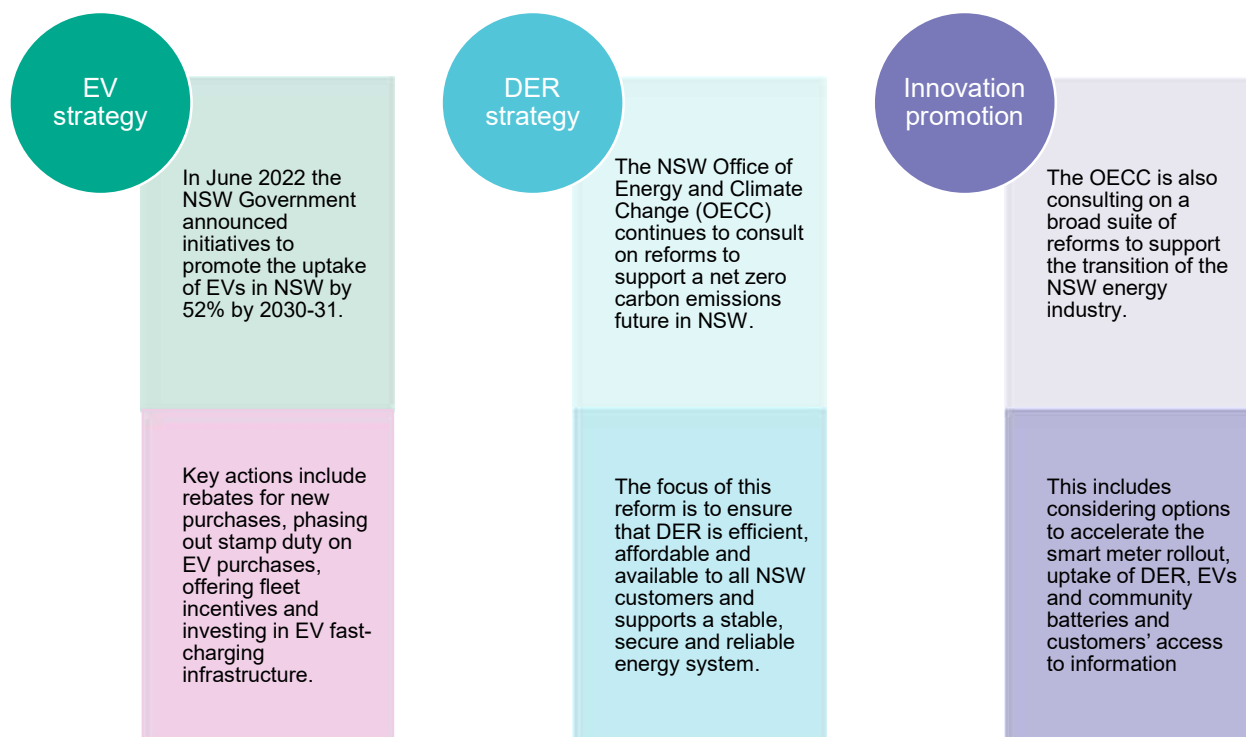 EV
strategy
In June 2022 the
NSW Government
announced
initiatives to
promote the uptake
of EVs in NSW by
52% by 2030-31.
Key actions include
rebates for new
purchases, phasing
out stamp duty on
EV purchases,
offering fleet
incentives and
investing in EV fast-
charging
infrastructure.
DER
strategy
The NSW Office of
Energy and Climate
Change (OECC)
continues to consult
on reforms to
support a net zero
carbon emissions
future in NSW.
The focus of this
reform is to ensure
that DER is efficient,
affordable and
available to all NSW
customers and
supports a stable,
secure and reliable
energy system.
Innovation
promotion
The OECC is also
consulting on a
broad suite of
reforms to support
the transition of the
NSW energy
industry.
This includes
considering options
to accelerate the
smart meter rollout,
uptake of DER, EVs
and community
batteries and
customers’ access
to information